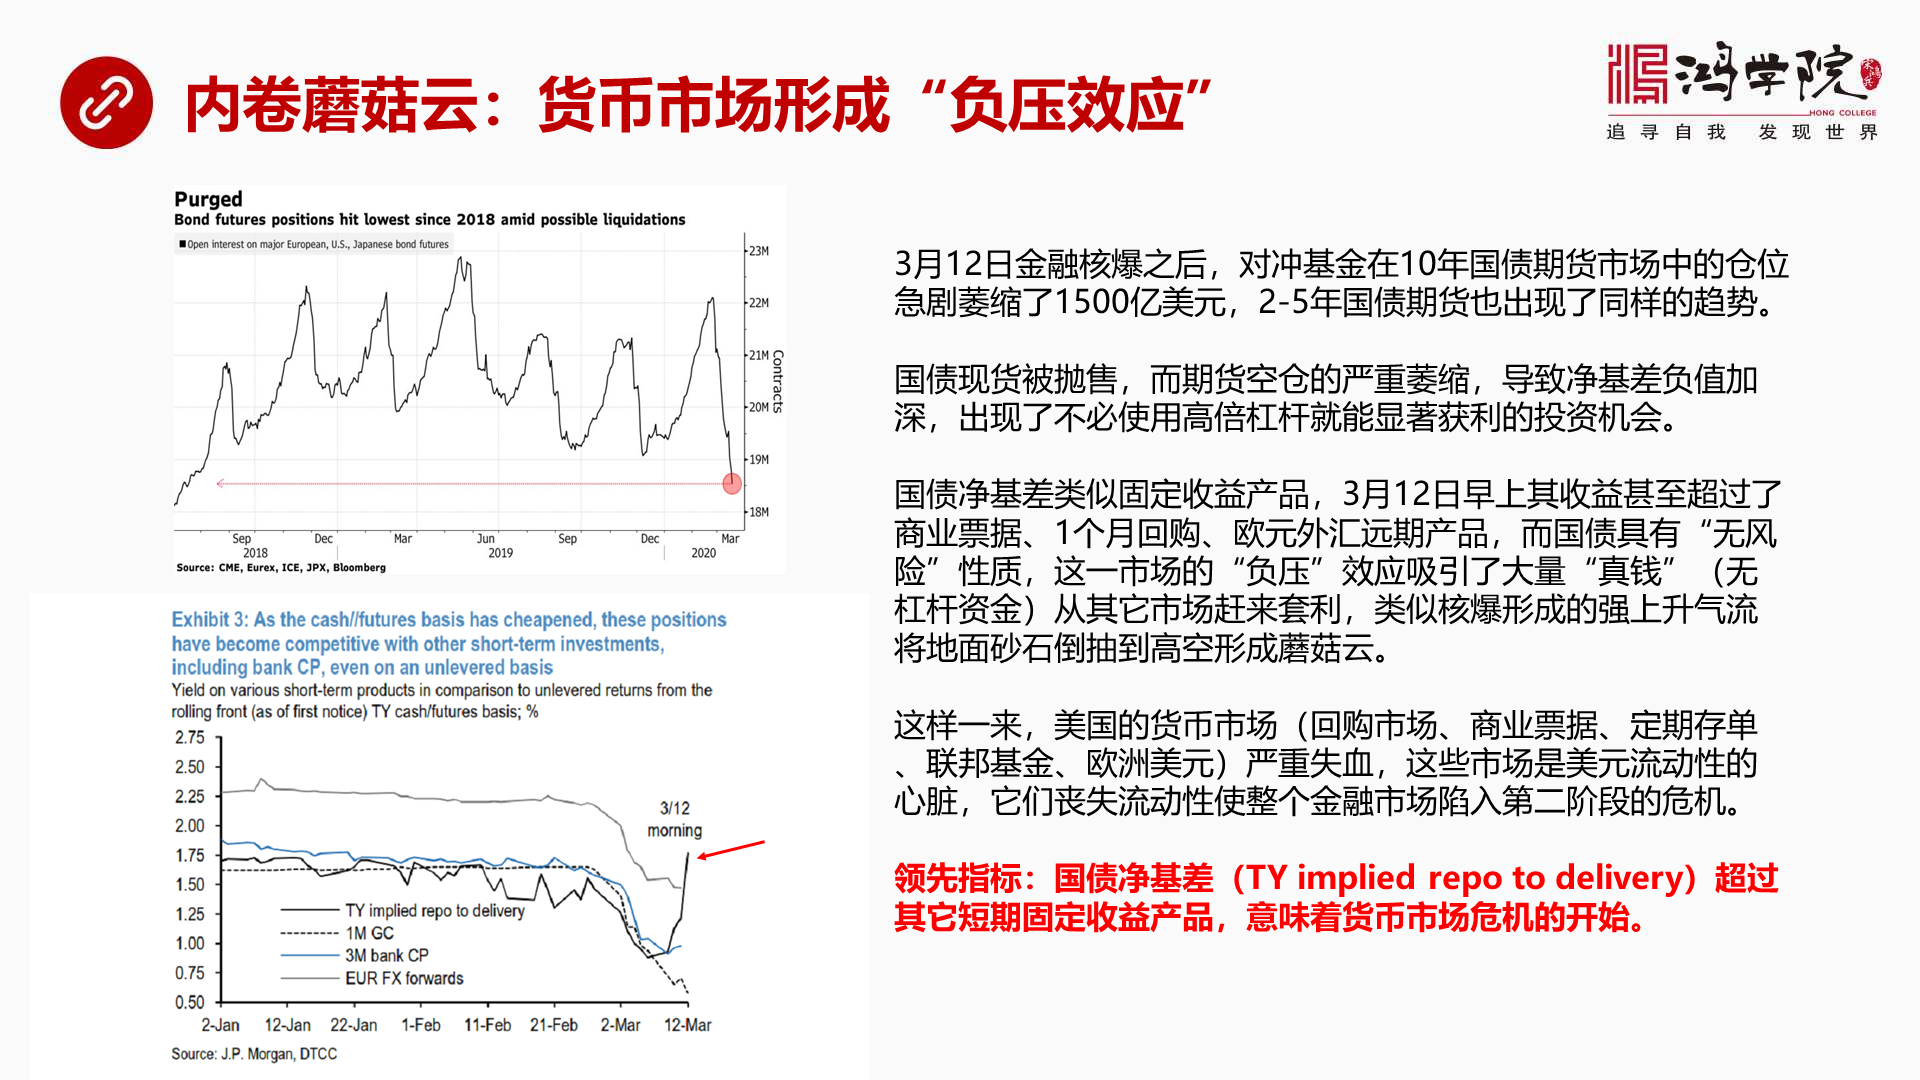 内卷蘑菇云：货币市场形成“负压效应”
鸿学院
HONG COLLEGE
追寻自我 发现世界
Purged
Bond futures positions hit lowest since 2018 amid possible liquidations
Open interest on major European, U.S., Japanese bond futures
23M
22M
21M
20M
19M
18M
Contracts
Sep Dec Mar Jun Sep Dec Mar
2018 2019 2020
Source: CME, Eurex, ICE, JPX, Bloomberg
Exhibit 3: As the cash//futures basis has cheapened, these positions
have become competitive with other short-term investments,
including bank CP, even on an unlevered basis
Yield on various short-term products in comparison to unlevered returns from the
rolling front (as of first notice) TY cash/futures basis; %
2.75
2.50
2.25
2.00
1.75
1.50
1.25
1.00
0.75
0.50
3/12
morning
TY implied repo to delivery
1M GC
3M bank CP
EUR FX forwards
2-Jan 12-Jan 22-Jan 1-Feb 11-Feb 21-Feb 2-Mar 12-Mar
Source: J.P. Morgan, DTCC
3月12日金融核爆之后，对冲基金在10年国债期货市场中的仓位
急剧萎缩了1500亿美元，2-5年国债期货也出现了同样的趋势。
国债现货被抛售，而期货空仓的严重萎缩，导致净基差负值加
深，出现了不必使用高倍杠杆就能显著获利的投资机会。
国债净基差类似固定收益产品，3月12日早上其收益甚至超过了
商业票据、1个月回购、欧元外汇远期产品，而国债具有“无风
险”性质，这一市场的“负压”效应吸引了大量“真钱”（无
杠杆资金）从其它市场赶来套利，类似核爆形成的强上升气流
将地面砂石倒抽到高空形成蘑菇云。
这样一来，美国的货币市场（回购市场、商业票据、定期存单
、联邦基金、欧洲美元）严重失血，这些市场是美元流动性的
心脏，它们丧失流动性使整个金融市场陷入第二阶段的危机。
领先指标：国债净基差（TY implied repo to delivery）超过
其它短期固定收益产品，意味着货币市场危机的开始。